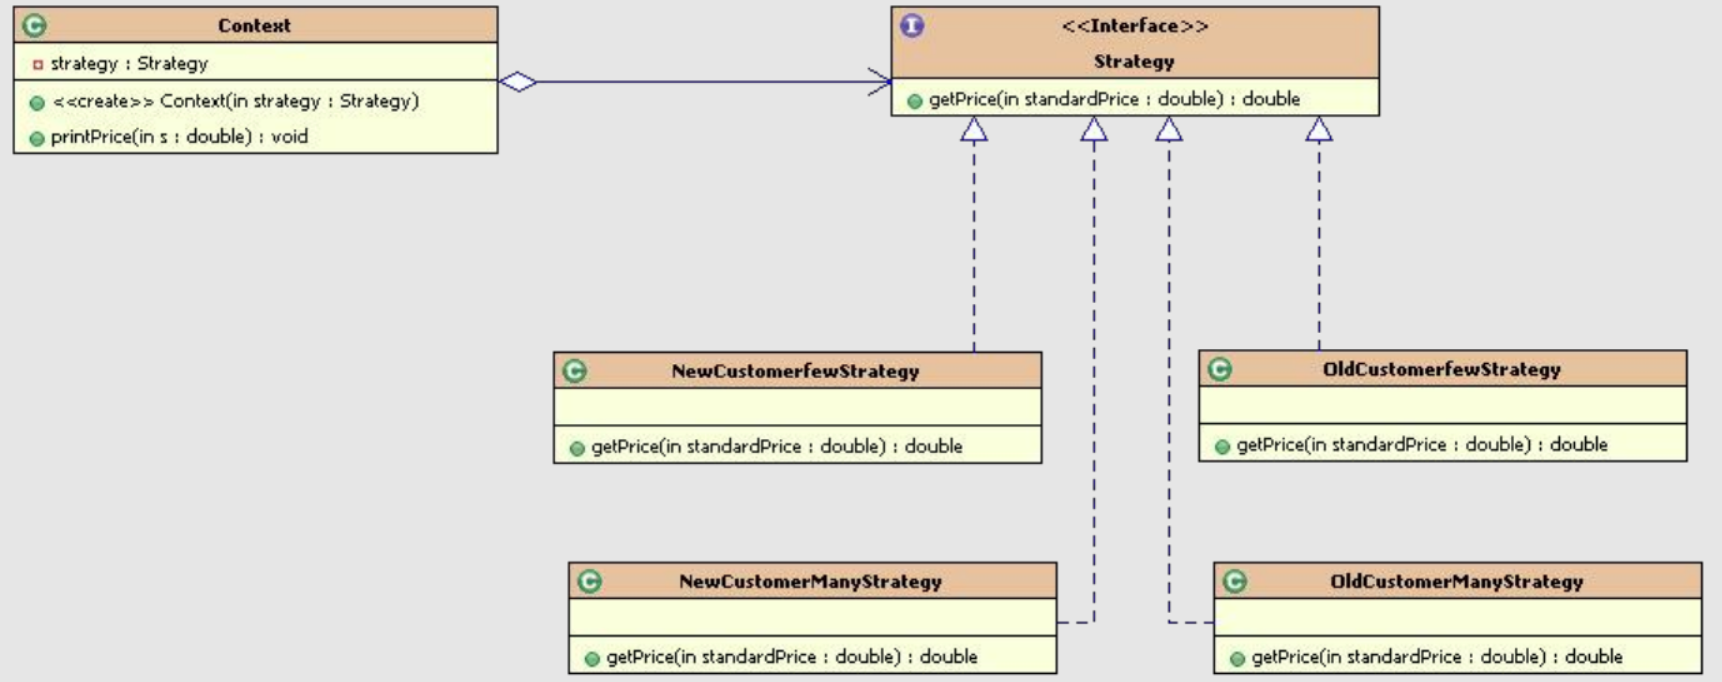 Context
strategy : Strategy
<<create>> Context(in strategy : Strategy)
printPrice(in s : double) : void
<<Interface>>
Strategy
getPrice(in standardPrice : double) : double
NewCustomerfewStrategy
getPrice(in standardPrice : double) : double
OldCustomerfewStrategy
getPrice(in standardPrice : double) : double
NewCustomerManyStrategy
getPrice(in standardPrice : double) : double
OldCustomerManyStrategy
getPrice(in standardPrice : double) : double